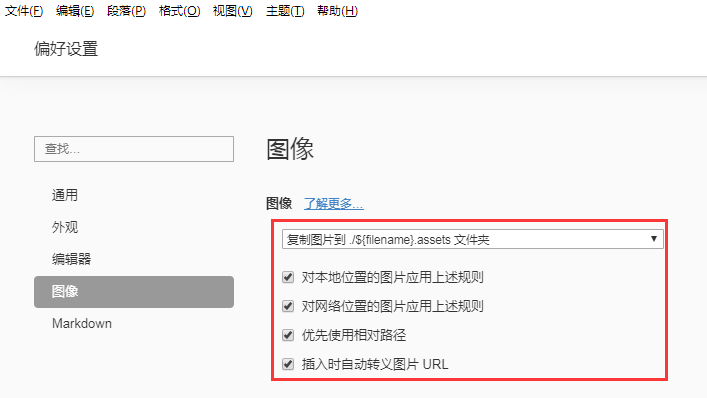 文件(F) 编辑(E) 段落(P) 格式(O) 视图(V) 主题(T) 帮助(H)
偏好设置
查找...
通用
外观
编辑器
图像
Markdown
图像
图像 了解更多...
复制图片到 ./${filename}.assets 文件夹
对本地位置的图片应用上述规则
对网络位置的图片应用上述规则
优先使用相对路径
插入时自动转义图片 URL